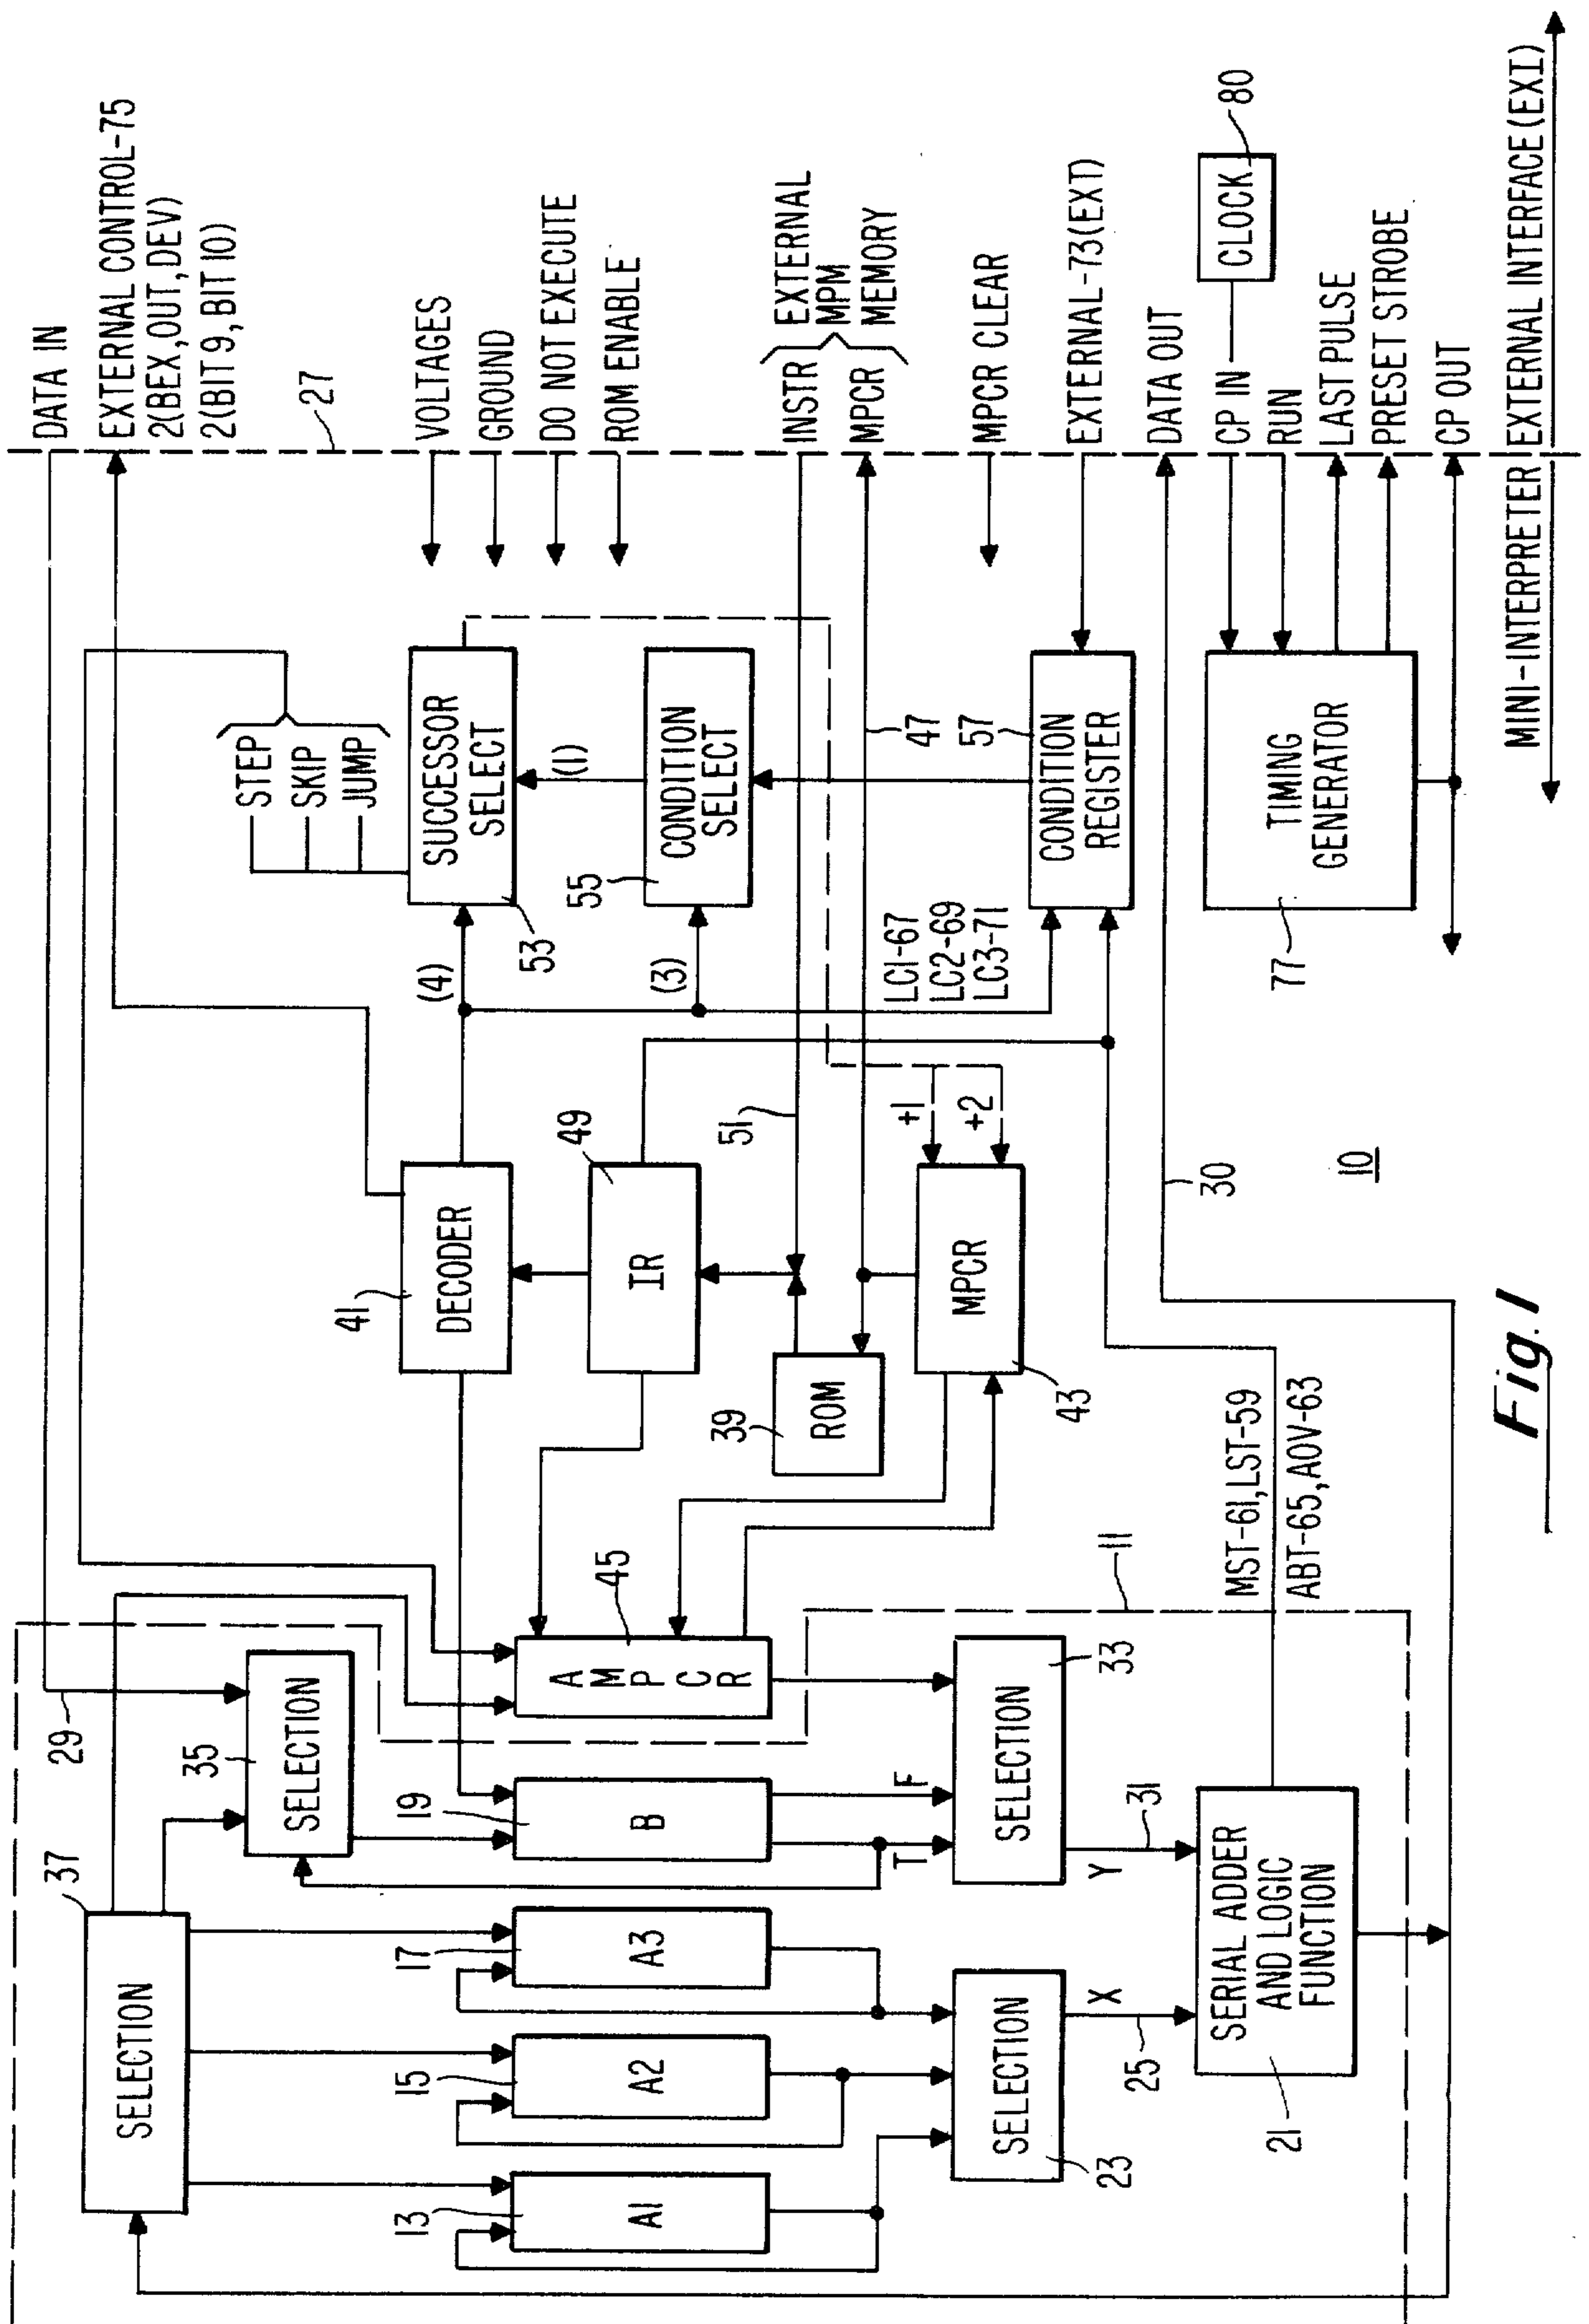 DATA IN
EXTERNAL CONTROL-75
2(BEX,OUT,DEV)
2(BIT 9, BIT 10)
27
VOLTAGES
GROUND
DO NOT EXECUTE
ROM ENABLE
INSTR
MPCR
EXTERNAL
MPM
MEMORY
MPCR CLEAR
EXTERNAL-73(EXT)
DATA OUT
CP IN
RUN
LAST PULSE
PRESET STROBE
CP OUT
CLOCK
80
MINI-INTERPRETER
EXTERNAL INTERFACE(EXI)
STEP
SKIP
JUMP
SUCCESSOR
SELECT
53
(4)
(1)
CONDITION
SELECT
55
(3)
47
57
CONDITION
REGISTER
LC1-67
LC2-69
LC3-71
TIMING
GENERATOR
77
DECODER
41
IR
49
51
+1
+2
MPCR
43
ROM
39
30
10
37
SELECTION
29
35
SELECTION
13
A1
15
A2
17
A3
19
B
45
AMPCR
T
F
SELECTION
23
SELECTION
33
X
25
Y
31
SERIAL ADDER
AND LOGIC
FUNCTION
21
11
MST-61,LST-59
ABT-65,AOV-63
Fig.1